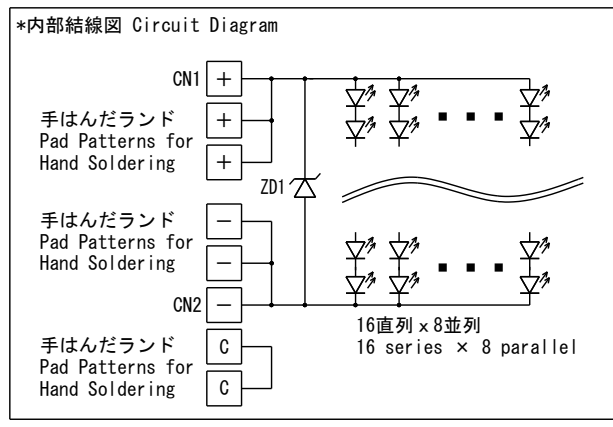 *内部結線図 Circuit Diagram
CN1 +
手はんだランド
Pad Patterns for
Hand Soldering
+
+
ZD1
手はんだランド
Pad Patterns for
Hand Soldering
−
−
CN2 −
16直列×8並列
16 series × 8 parallel
手はんだランド
Pad Patterns for
Hand Soldering
C
C